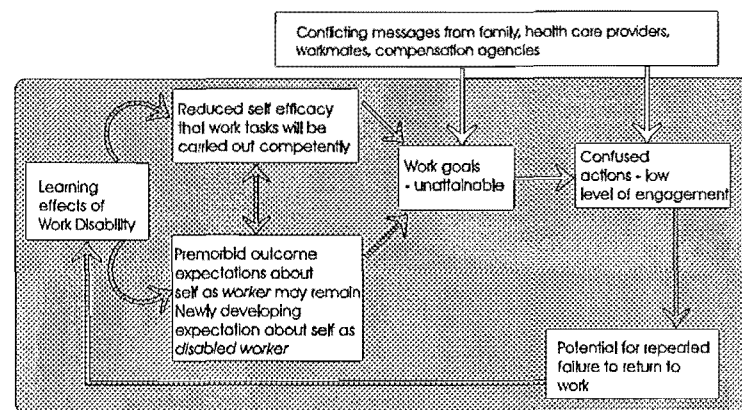 Conflicting messages from family, health care providers,
workmates, compensation agencies
Reduced self efficacy
that work tasks will be
carried out competently
Learning
effects of
Work Disability
Work goals
- unattainable
Confused
actions - low
level of engagement
Premorbid outcome
expectations about
self as worker may remain
Newly developing
expectation about self as
disabled worker
Potential for repeated
failure to return to
work